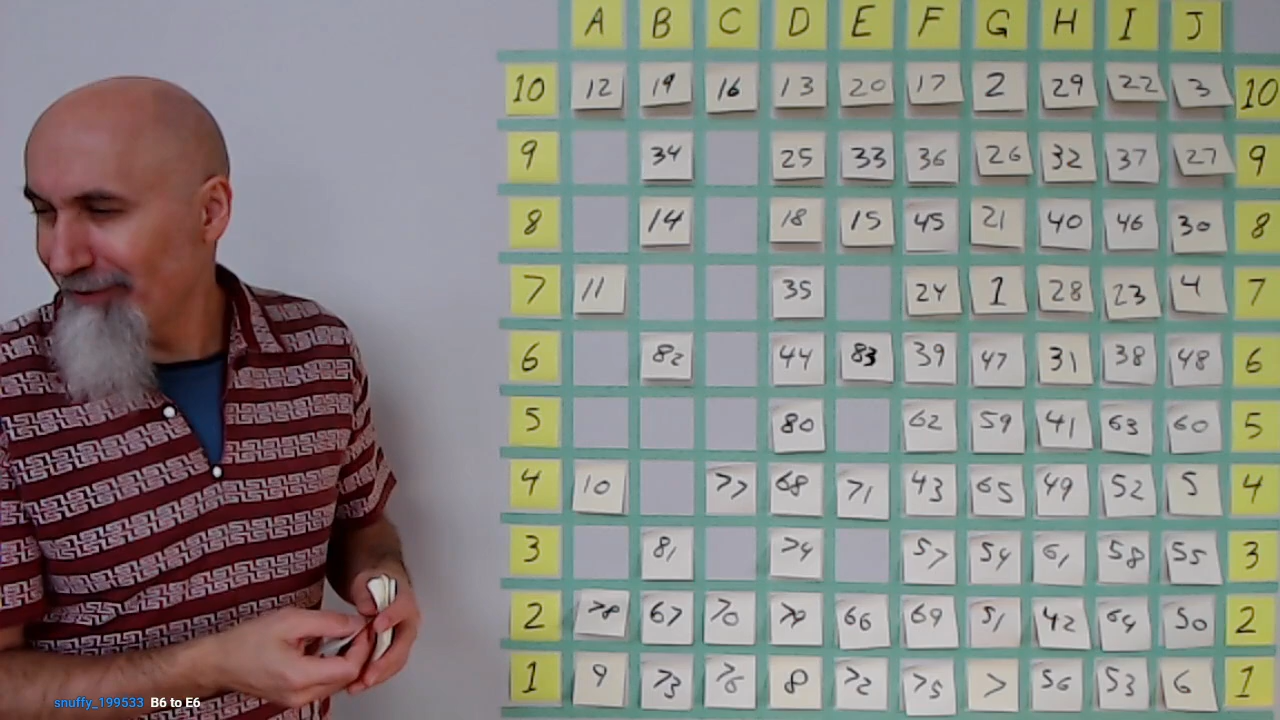 A B C D E F G H I J
10 12 19 16 13 20 17 2 29 22 3 10
9 34 25 33 36 26 32 37 27 9
8 14 18 15 45 21 40 46 30 8
7 11 35 24 1 28 23 4 7
6 82 44 83 39 47 31 38 48 6
5 80 62 59 41 63 60 5
4 10 77 68 71 43 65 49 52 5 4
3 81 74 57 54 61 58 55 3
2 78 67 70 79 66 69 51 42 64 50 2
1 9 73 76 8 72 75 7 56 53 6 1
snuffy_199533 B6 to E6